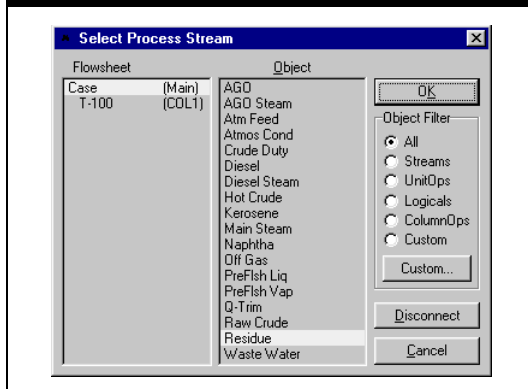 Select Process Stream
Flowsheet
Case (Main)
T-100 (COL1)
Object
AGO
AGO Steam
Atm Feed
Atmos Cond
Crude Duty
Diesel
Diesel Steam
Hot Crude
Kerosene
Main Steam
Naphtha
Off Gas
PreFlsh Liq
PreFlsh Vap
Q-Trim
Raw Crude
Residue
Waste Water
OK
Object Filter
All
Streams
UnitOps
Logicals
ColumnOps
Custom
Custom...
Disconnect
Cancel